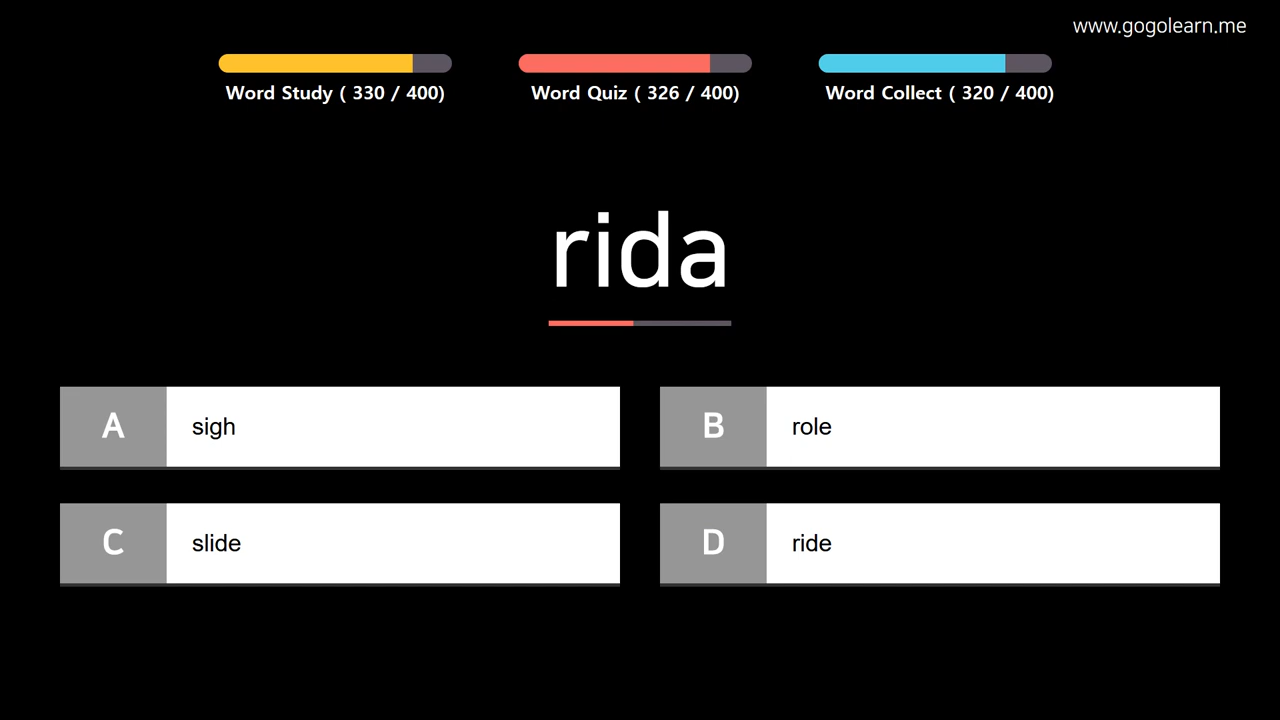 www.gogolearn.me
Word Study ( 330 / 400)
Word Quiz ( 326 / 400)
Word Collect ( 320 / 400)
rida
A sigh
B role
C slide
D ride